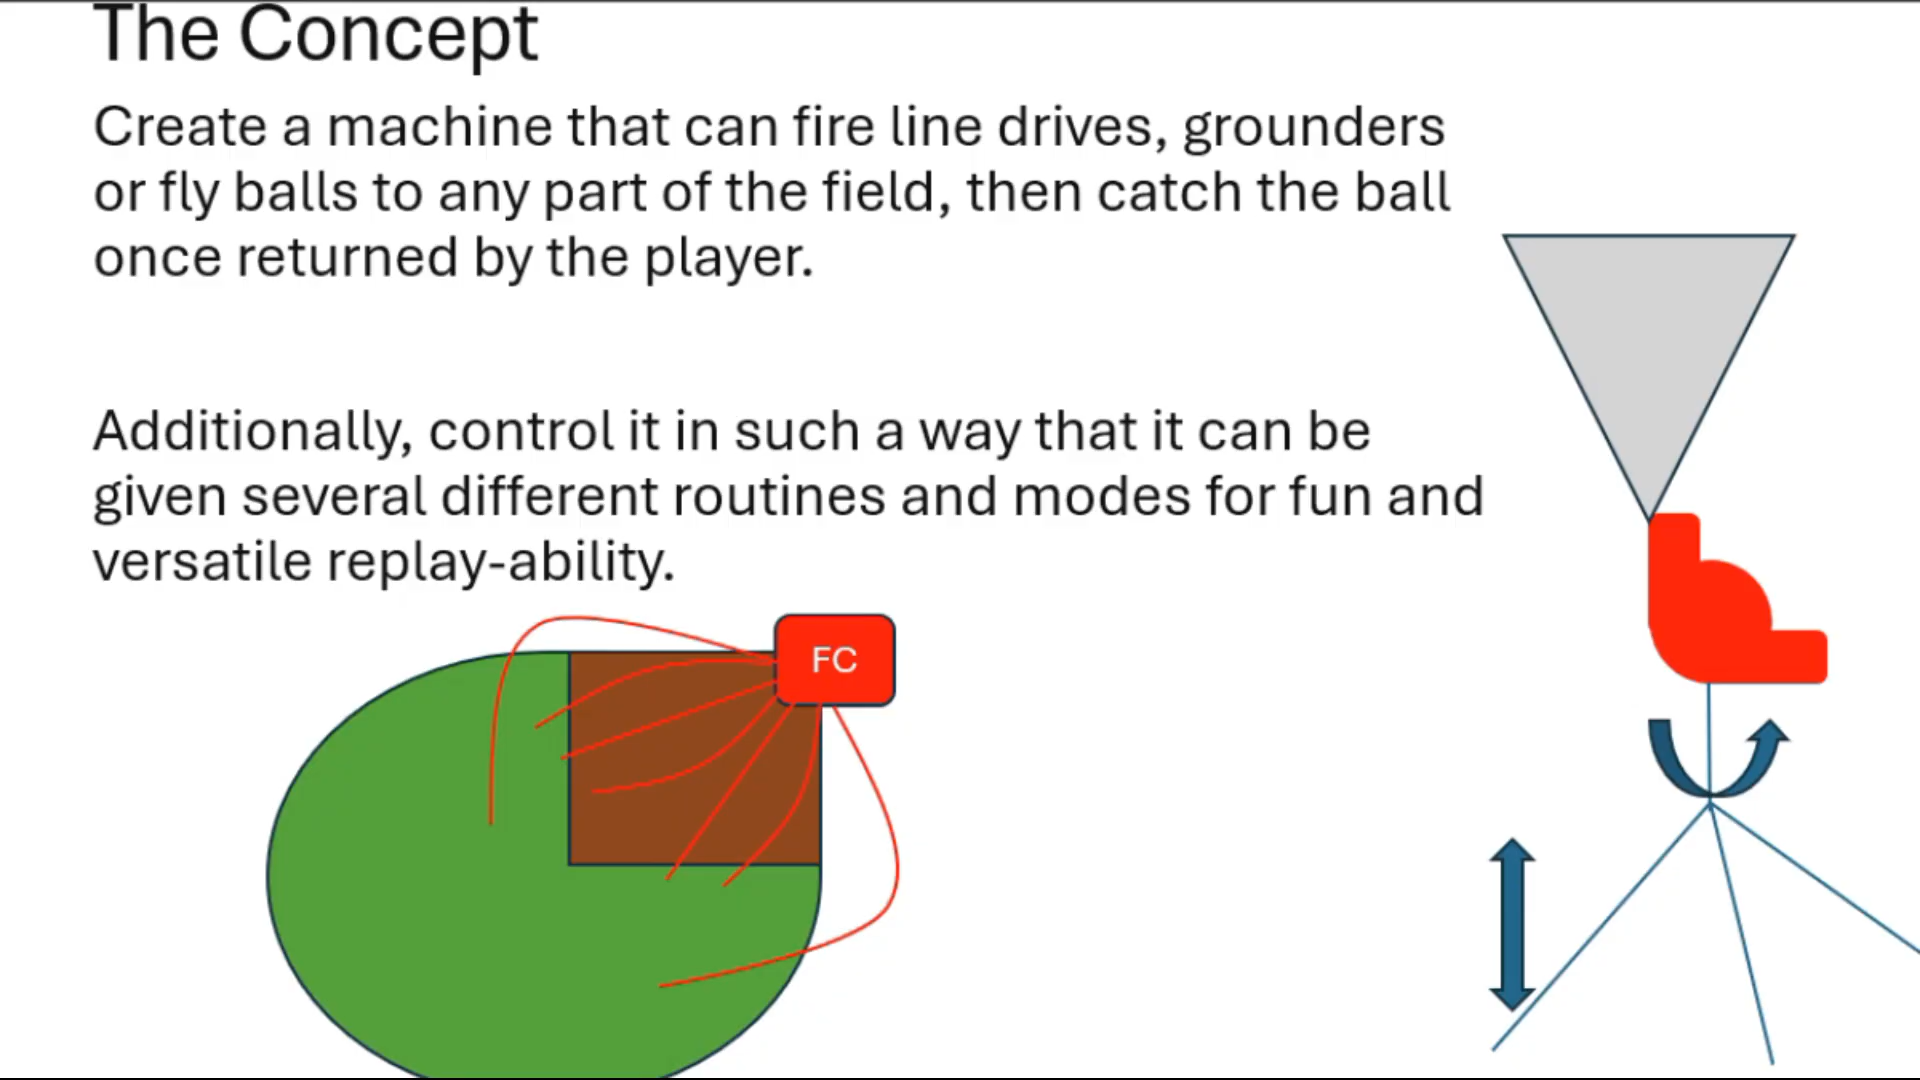 The Concept
Create a machine that can fire line drives, grounders
or fly balls to any part of the field, then catch the ball
once returned by the player.
Additionally, control it in such a way that it can be
given several different routines and modes for fun and
versatile replay-ability.
FC